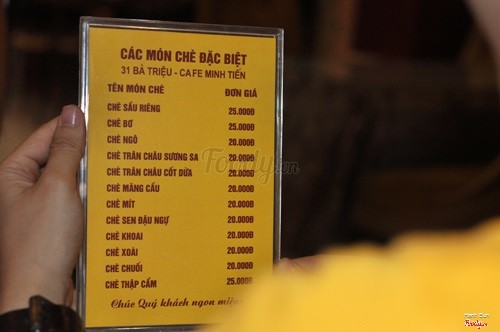 CÁC MÓN CHÈ ĐẶC BIỆT
31 BÀ TRIỆU - CAFE MINH TIẾN
TÊN MÓN CHÈ ĐƠN GIÁ
CHÈ SẦU RIÊNG 25.000Đ
CHÈ BƠ 25.000Đ
CHÈ NGÔ 20.000Đ
CHÈ TRÂN CHÂU SƯƠNG SA 20.000Đ
CHÈ TRÂN CHÂU CỐT DỪA 20.000Đ
CHÈ MÃNG CẦU 20.000Đ
CHÈ MÍT 20.000Đ
CHÈ SEN ĐẬU NGỰ 20.000Đ
CHÈ KHOAI 20.000Đ
CHÈ XOÀI 20.000Đ
CHÈ CHUỐI 20.000Đ
CHÈ THẬP CẨM 25.000Đ
Chúc Quý khách ngon miệng
Foody.vn